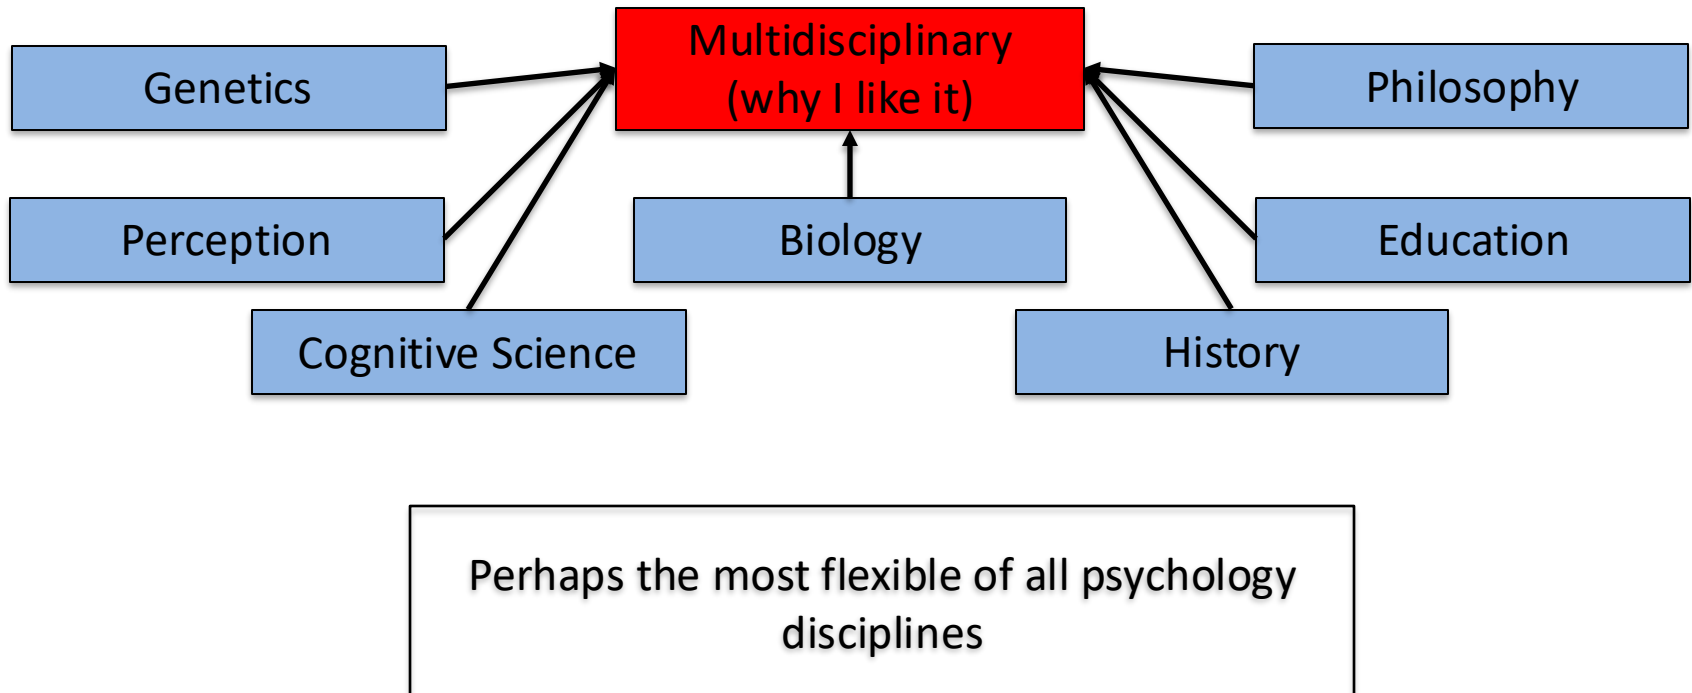 Multidisciplinary
(why I like it)
Genetics
Philosophy
Perception
Biology
Education
Cognitive Science
History
Perhaps the most flexible of all psychology
disciplines